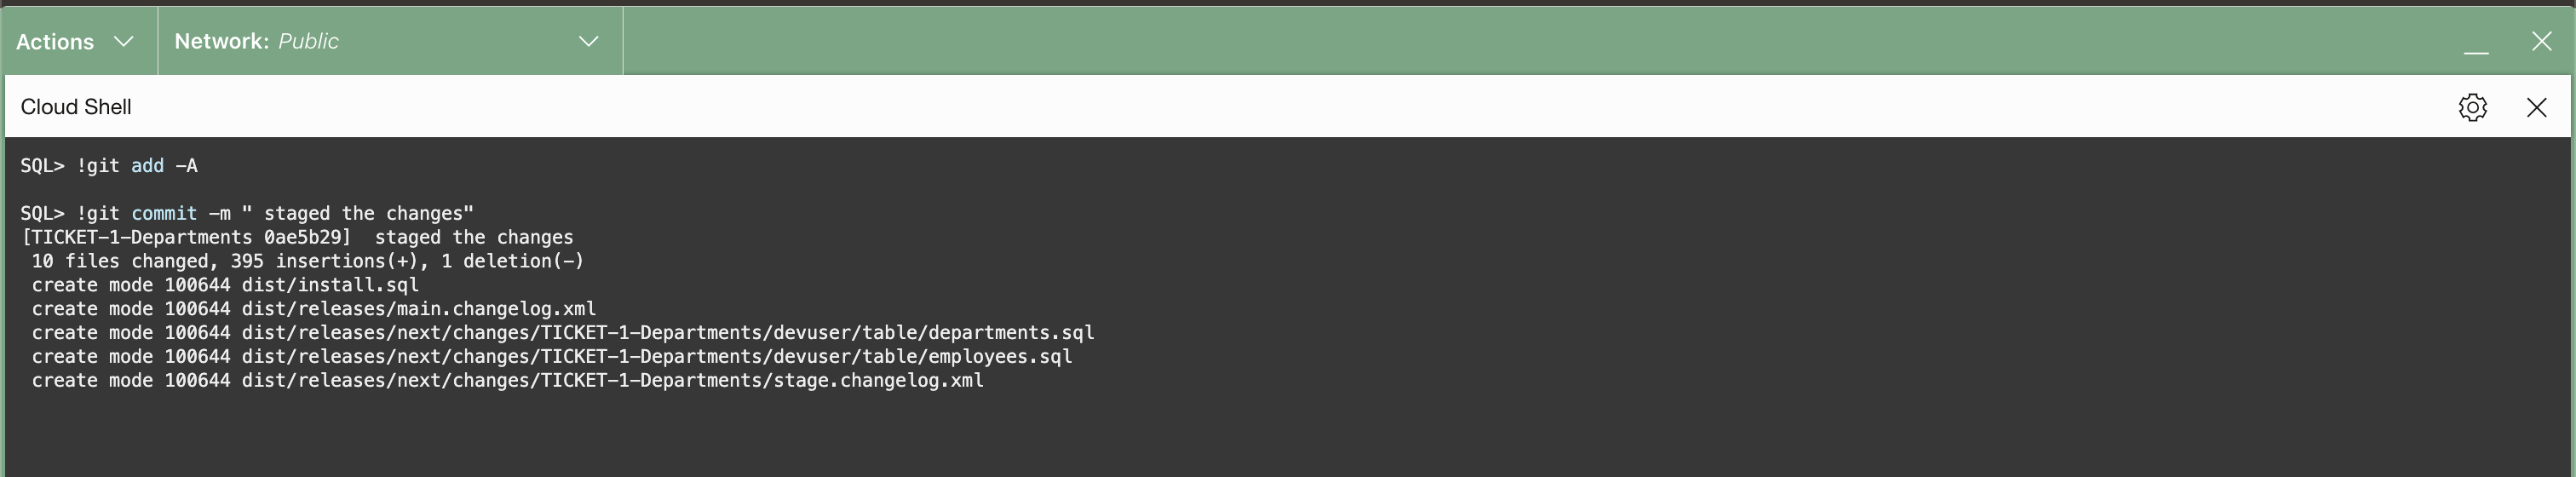 Actions
Network: Public
Cloud Shell
SQL> !git add -A
SQL> !git commit -m " staged the changes"
[TICKET-1-Departments 0ae5b29]  staged the changes
 10 files changed, 395 insertions(+), 1 deletion(-)
 create mode 100644 dist/install.sql
 create mode 100644 dist/releases/main.changelog.xml
 create mode 100644 dist/releases/next/changes/TICKET-1-Departments/devuser/table/departments.sql
 create mode 100644 dist/releases/next/changes/TICKET-1-Departments/devuser/table/employees.sql
 create mode 100644 dist/releases/next/changes/TICKET-1-Departments/stage.changelog.xml